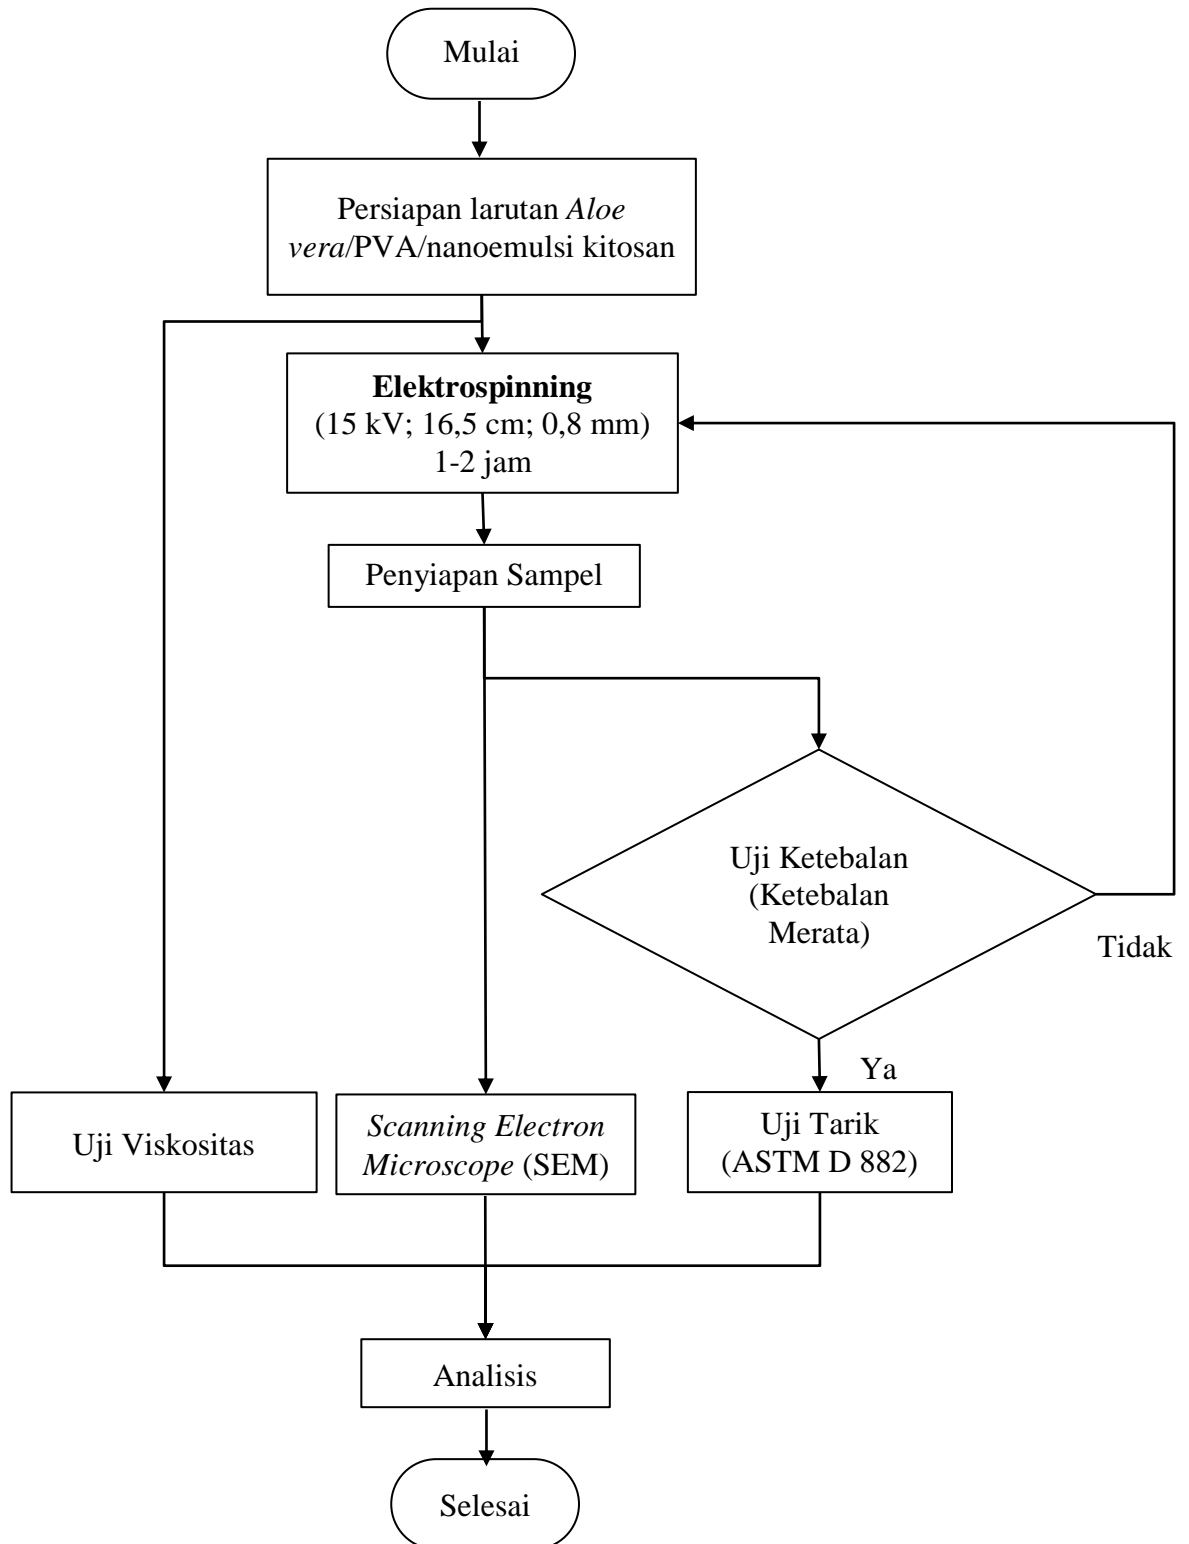 Mulai
Persiapan larutan Aloe
vera/PVA/nanoemulsi kitosan
Elektrospinning
(15 kV; 16,5 cm; 0,8 mm)
1-2 jam
Penyiapan Sampel
Uji Ketebalan
(Ketebalan
Merata)
Tidak
Ya
Uji Viskositas
Scanning Electron
Microscope (SEM)
Uji Tarik
(ASTM D 882)
Analisis
Selesai